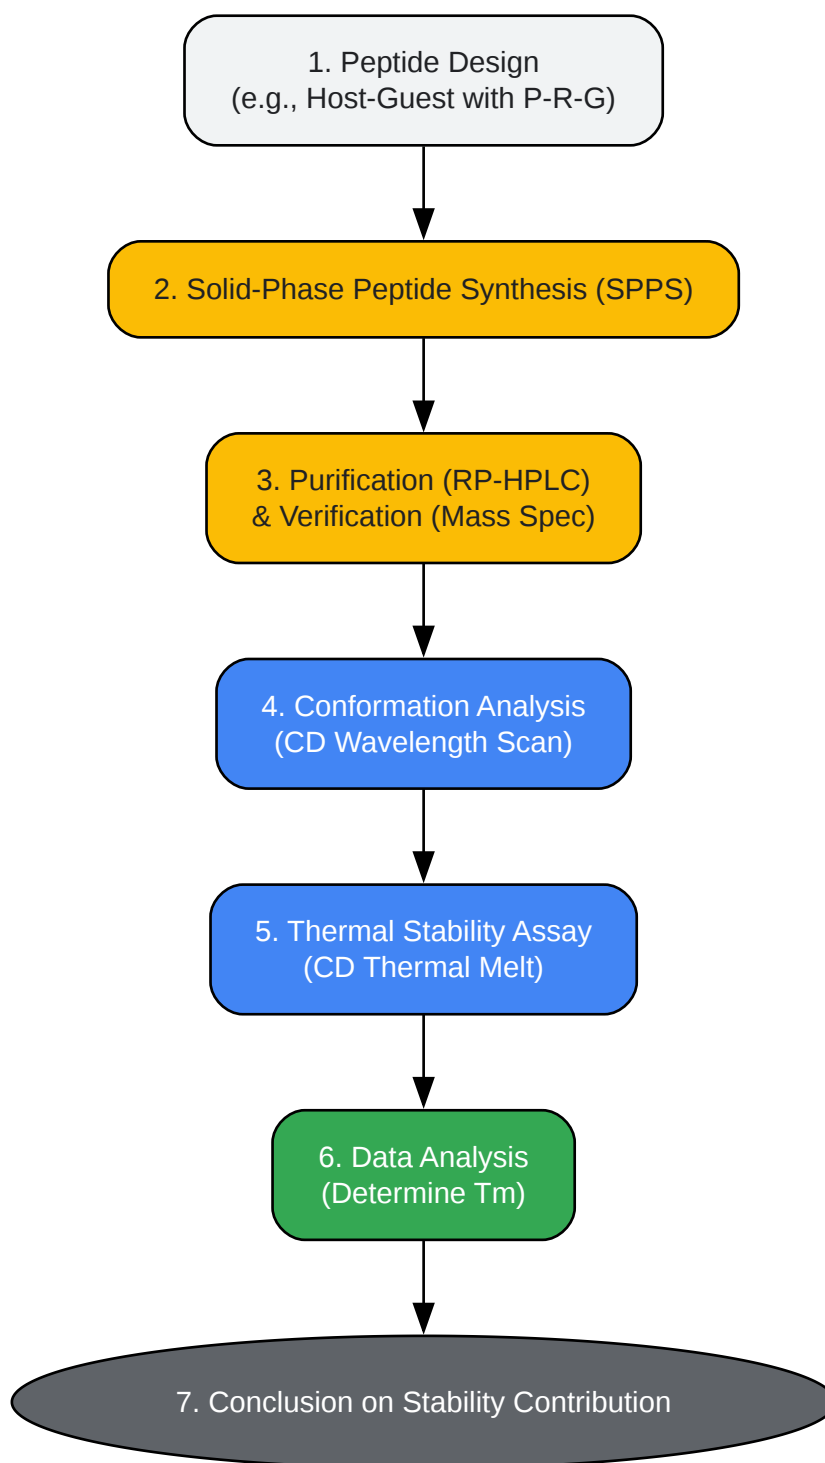 1. Peptide Design
(e.g., Host-Guest with P-R-G)
2. Solid-Phase Peptide Synthesis (SPPS)
3. Purification (RP-HPLC)
& Verification (Mass Spec)
4. Conformation Analysis
(CD Wavelength Scan)
5. Thermal Stability Assay
(CD Thermal Melt)
6. Data Analysis
(Determine Tm)
7. Conclusion on Stability Contribution